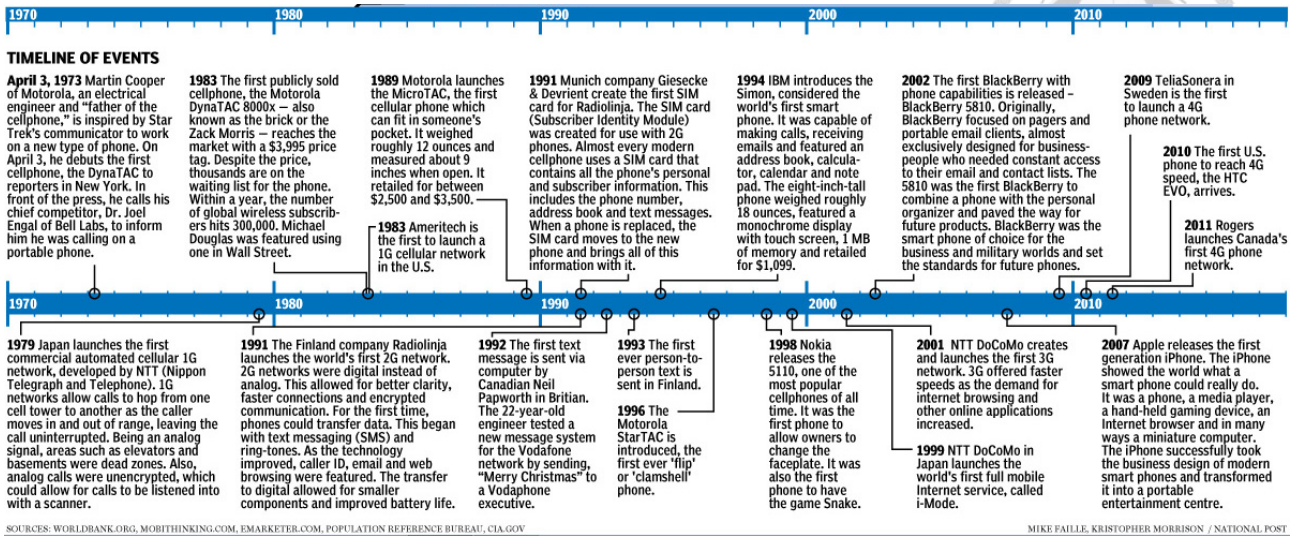 1970 1980 1990 2000 2010
TIMELINE OF EVENTS
April 3, 1973 Martin Cooper
of Motorola, an electrical
engineer and “father of the
cellphone,” is inspired by Star
Trek’s communicator to work
on a new type of phone. On
April 3, he debuts the first
cellphone, the DynaTAC to
reporters in New York. In
front of the press, he calls his
chief competitor, Dr. Joel
Engal of Bell Labs, to inform
him he was calling on a
portable phone.
1983 The first publicly sold
cellphone, the Motorola
DynaTAC 8000x — also
known as the brick or the
Zack Morris — reaches the
market with a $3,995 price
tag. Despite the price,
thousands are on the
waiting list for the phone.
Within a year, the number
of global wireless subscrib-
ers hits 300,000. Michael
Douglas was featured using
one in Wall Street.
1989 Motorola launches
the MicroTAC, the first
cellular phone which
can fit in someone’s
pocket. It weighed
roughly 12 ounces and
measured about 9
inches when open. It
retailed for between
$2,500 and $3,500.
1983 Ameritech is
the first to launch a
1G cellular network
in the U.S.
1991 Munich company Giesecke
& Devrient create the first SIM
card for Radiolinja. The SIM card
(Subscriber Identity Module)
was created for use with 2G
phones. Almost every modern
cellphone uses a SIM card that
contains all the phone’s personal
and subscriber information. This
includes the phone number,
address book and text messages.
When a phone is replaced, the
SIM card moves to the new
phone and brings all of this
information with it.
1994 IBM introduces the
Simon, considered the
world’s first smart
phone. It was capable of
making calls, receiving
emails and featured an
address book, calcula-
tor, calendar and note
pad. The eight-inch-tall
phone weighed roughly
18 ounces, featured a
monochrome display
with touch screen, 1 MB
of memory and retailed
for $1,099.
2002 The first BlackBerry with
phone capabilities is released –
BlackBerry 5810. Originally,
BlackBerry focused on pagers and
portable email clients, almost
exclusively designed for business-
people who needed constant access
to their email and contact lists. The
5810 was the first BlackBerry to
combine a phone with the personal
organizer and paved the way for
future products. BlackBerry was the
smart phone of choice for the
business and military worlds and set
the standards for future phones.
2009 TeliaSonera in
Sweden is the first
to launch a 4G
phone network.
2010 The first U.S.
phone to reach 4G
speed, the HTC
EVO, arrives.
2011 Rogers
launches Canada’s
first 4G phone
network.
1970 1980 1990 2000 2010
1979 Japan launches the first
commercial automated cellular 1G
network, developed by NTT (Nippon
Telegraph and Telephone). 1G
networks allow calls to hop from one
cell tower to another as the caller
moves in and out of range, leaving the
call uninterrupted. Being an analog
signal, areas such as elevators and
basements were dead zones. Also,
analog calls were unencrypted, which
could allow for calls to be listened into
with a scanner.
1991 The Finland company Radiolinja
launches the world’s first 2G network.
2G networks were digital instead of
analog. This allowed for better clarity,
faster connections and encrypted
communication. For the first time,
phones could transfer data. This began
with text messaging (SMS) and
ring-tones. As the technology
improved, caller ID, email and web
browsing were featured. The transfer
to digital allowed for smaller
components and improved battery life.
1992 The first text
message is sent via
computer by
Canadian Neil
Papworth in Britian.
The 22-year-old
engineer tested a
new message system
for the Vodafone
network by sending,
“Merry Christmas” to
a Vodaphone
executive.
1993 The first
ever person-to-
person text is
sent in Finland.
1996 The
Motorola
StarTAC is
introduced, the
first ever ‘flip’
or ‘clamshell’
phone.
1998 Nokia
releases the
5110, one of the
most popular
cellphones of all
time. It was the
first phone to
allow owners to
change the
faceplate. It was
also the first
phone to have
the game Snake.
2001 NTT DoCoMo creates
and launches the first 3G
network. 3G offered faster
speeds as the demand for
internet browsing and
other online applications
increased.
1999 NTT DoCoMo in
Japan launches the
world’s first full mobile
Internet service, called
i-Mode.
2007 Apple releases the first
generation iPhone. The iPhone
showed the world what a
smart phone could really do.
It was a phone, a media player,
a hand-held gaming device, an
Internet browser and in many
ways a miniature computer.
The iPhone successfully took
the business design of modern
smart phones and transformed
it into a portable
entertainment centre.
SOURCES: WORLDBANK.ORG, MOBITHINKING.COM, EMARKETER.COM, POPULATION REFERENCE BUREAU, CIA.GOV
MIKE FAILLE, KRISTOPHER MORRISON / NATIONAL POST